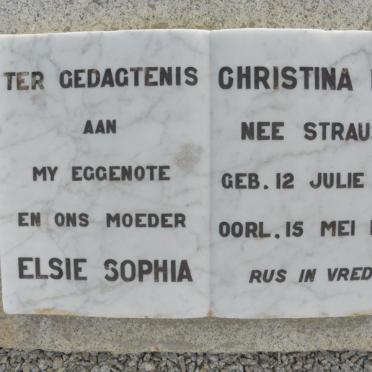 TER GEDAGTENIS
AAN
MY EGGENOTE
EN ONS MOEDER
ELSIE SOPHIA
CHRISTINA
NEE STRAU
GEB. 12 JULIE
OORL. 15 MEI
RUS IN VRED